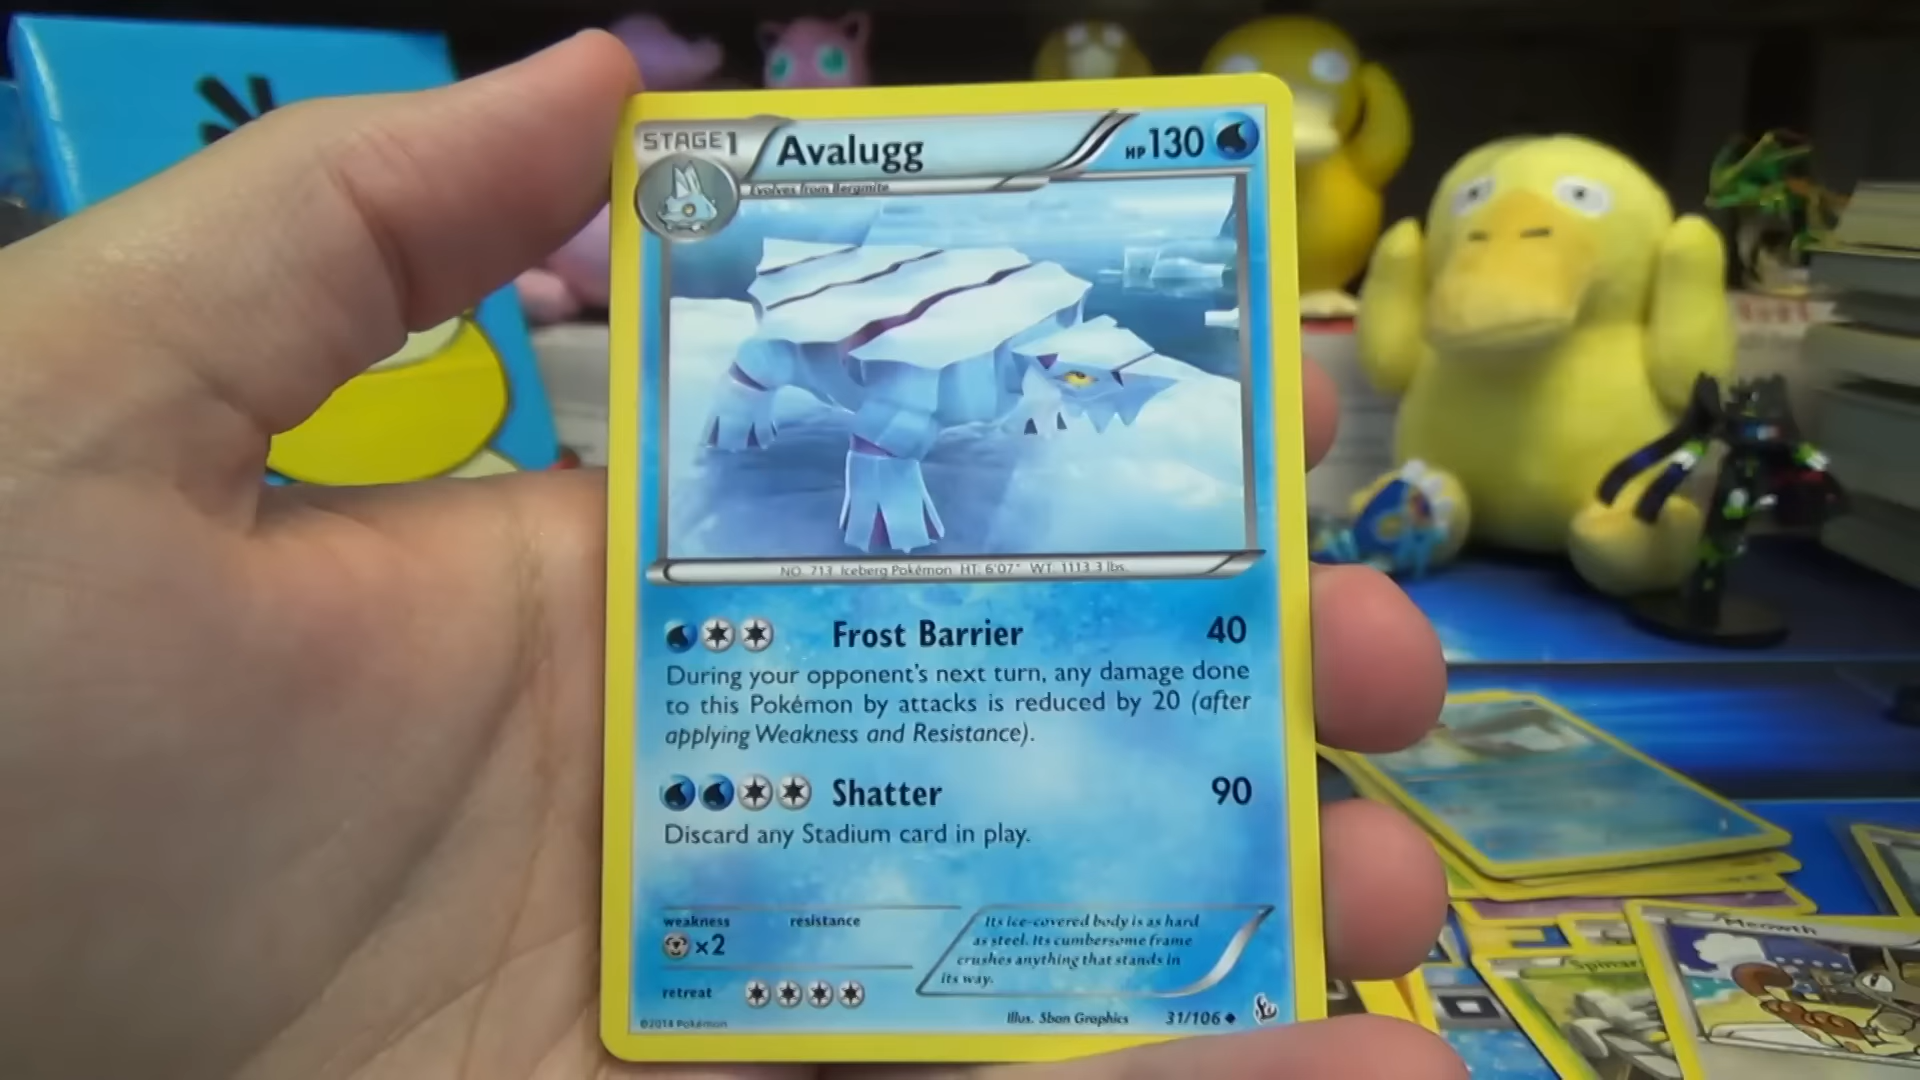 STAGE1 Avalugg HP130
Evolves from Bergmite
NO. 713 Iceberg Pokémon HT 6'07" WT 1113.3 lbs.
Frost Barrier 40
During your opponent's next turn, any damage done
to this Pokémon by attacks is reduced by 20 (after
applying Weakness and Resistance).
Shatter 90
Discard any Stadium card in play.
weakness resistance
x2
retreat
Its ice-covered body is as hard
as steel. Its cumbersome frame
crushes anything that stands in
its way.
©2014 Pokémon Illus. 5ban Graphics 31/106
Meowth